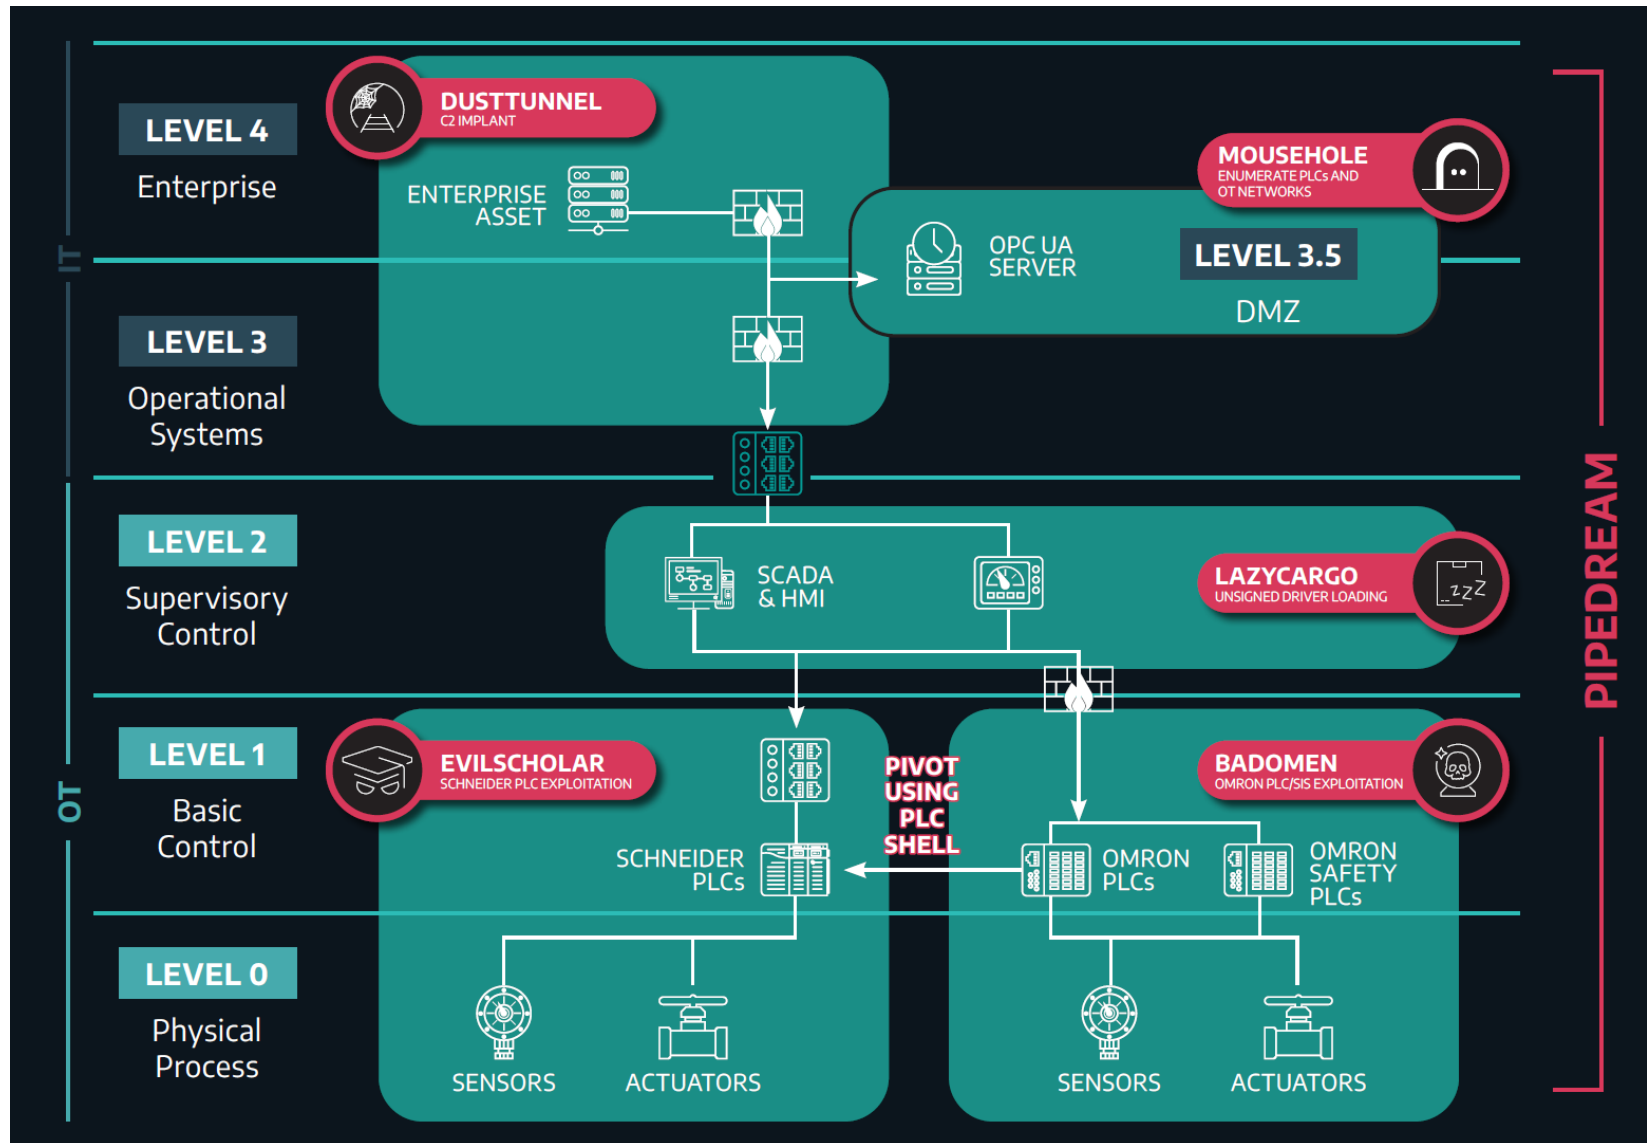 IT
OT
LEVEL 4
Enterprise
DUSTTUNNEL
C2 IMPLANT
ENTERPRISE
ASSET
MOUSEHOLE
ENUMERATE PLCs AND
OT NETWORKS
OPC UA
SERVER
LEVEL 3.5
DMZ
LEVEL 3
Operational
Systems
LEVEL 2
Supervisory
Control
SCADA
& HMI
LAZYCARGO
UNSIGNED DRIVER LOADING
zZZ
PIPEDREAM
LEVEL 1
Basic
Control
EVILSCHOLAR
SCHNEIDER PLC EXPLOITATION
PIVOT
USING
PLC
SHELL
BADOMEN
OMRON PLC/SIS EXPLOITATION
SCHNEIDER
PLCs
OMRON
PLCs
OMRON
SAFETY
PLCs
LEVEL 0
Physical
Process
SENSORS
ACTUATORS
SENSORS
ACTUATORS